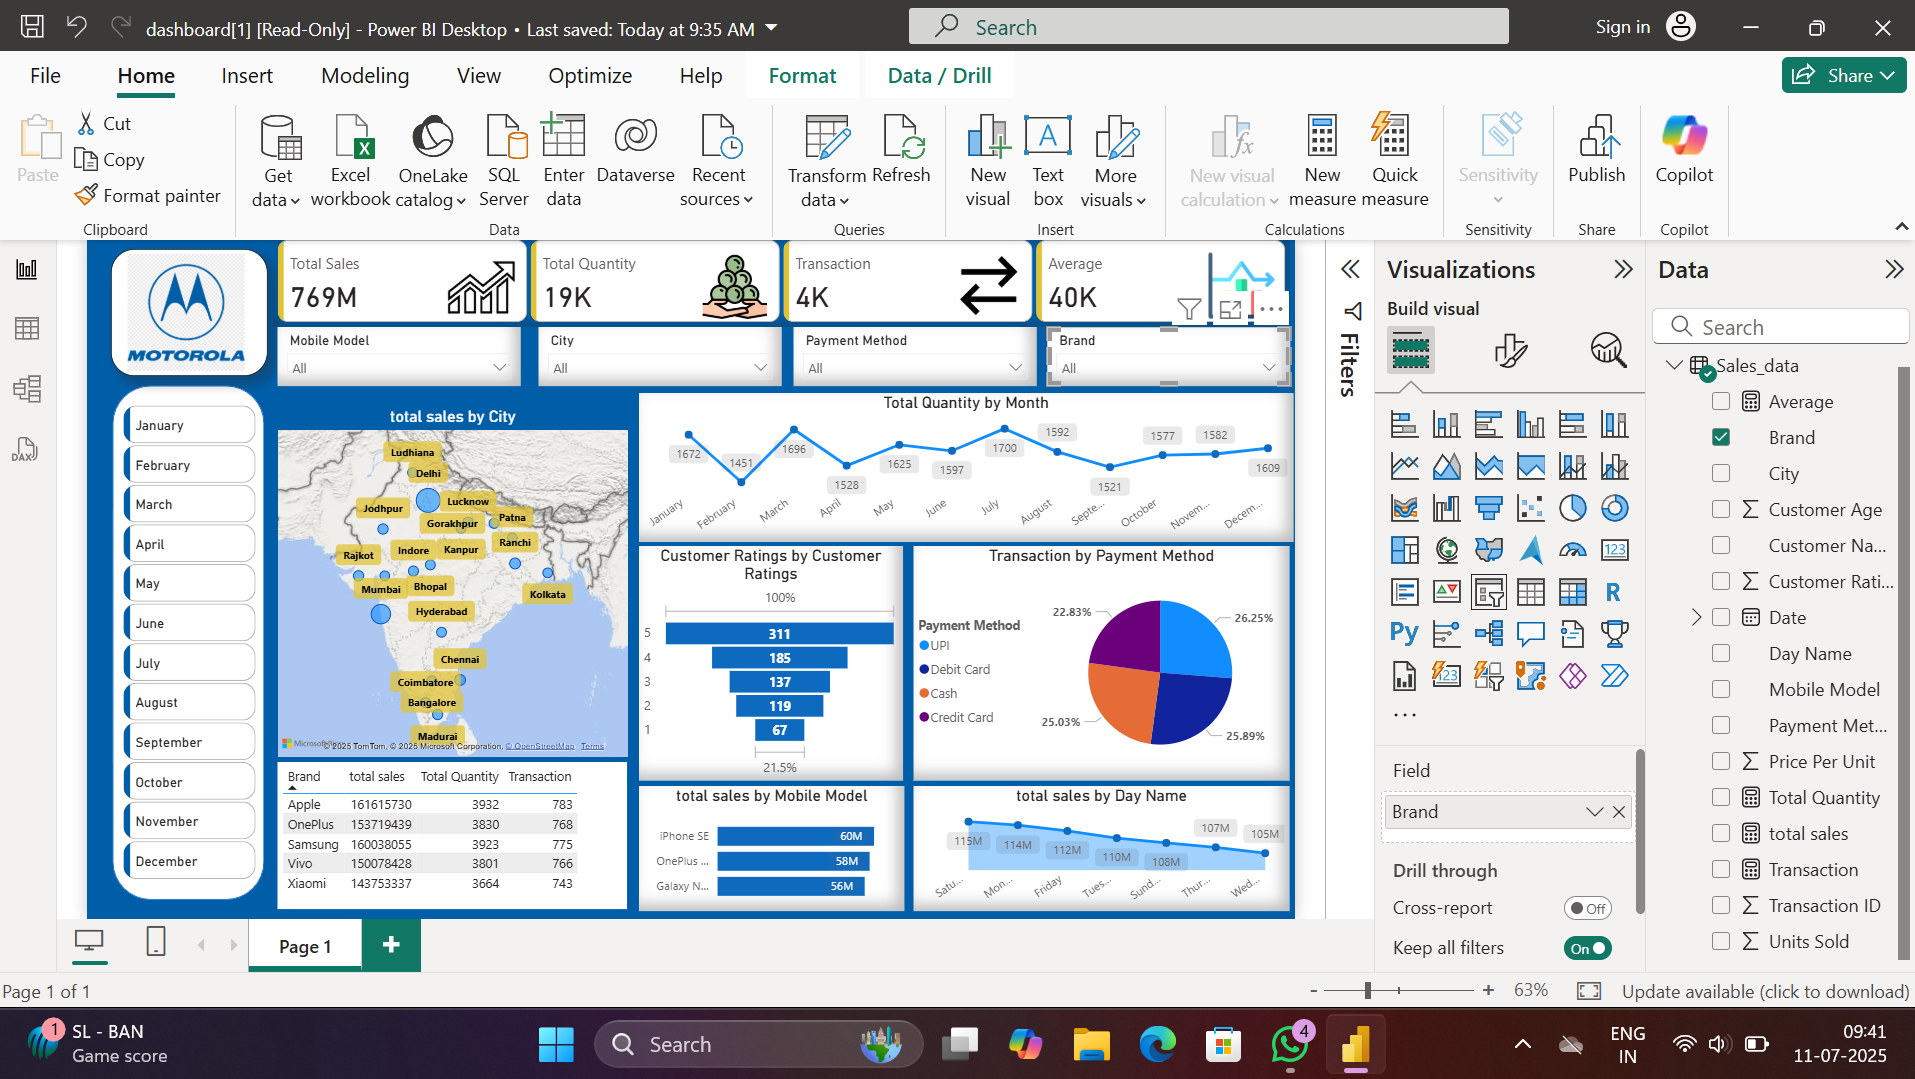 dashboard[1] [Read-Only] - Power BI Desktop • Last saved: Today at 9:35 AM
Search
Sign in
File
Home
Insert
Modeling
View
Optimize
Help
Format
Data / Drill
Share
Paste
Cut
Copy
Format painter
Clipboard
Get data
Excel workbook
OneLake catalog
SQL Server
Enter data
Dataverse
Recent sources
Data
Transform data
Refresh
Queries
New visual
Text box
More visuals
Insert
New visual calculation
New measure
Quick measure
Calculations
Sensitivity
Sensitivity
Publish
Share
Copilot
Copilot
MOTOROLA
Total Sales
769M
Total Quantity
19K
Transaction
4K
Average
40K
Mobile Model
All
City
All
Payment Method
All
Brand
All
January
February
March
April
May
June
July
August
September
October
November
December
total sales by City
Ludhiana
Delhi
Jodhpur
Lucknow
Gorakhpur
Patna
Rajkot
Indore
Kanpur
Ranchi
Mumbai
Bhopal
Kolkata
Hyderabad
Chennai
Coimbatore
Bangalore
Madurai
© 2025 TomTom, © 2025 Microsoft Corporation, © OpenStreetMap Terms
Total Quantity by Month
1672
1451
1696
1528
1625
1597
1700
1592
1521
1577
1582
1609
January
February
March
April
May
June
July
August
Septe...
October
Novem...
Decem...
Customer Ratings by Customer Ratings
100%
5 311
4 185
3 137
2 119
1 67
21.5%
Transaction by Payment Method
Payment Method
UPI
Debit Card
Cash
Credit Card
22.83%
26.25%
25.03%
25.89%
Brand total sales Total Quantity Transaction
Apple 161615730 3932 783
OnePlus 153719439 3830 768
Samsung 160038055 3923 775
Vivo 150078428 3801 766
Xiaomi 143753337 3664 743
total sales by Mobile Model
iPhone SE 60M
OnePlus ... 58M
Galaxy N... 56M
total sales by Day Name
115M
114M
112M
110M
108M
107M
105M
Satu...
Mon...
Friday
Tues...
Sund...
Thur...
Wed...
Filters
Visualizations
Build visual
Field
Brand
Drill through
Cross-report
Off
Keep all filters
On
Data
Search
Sales_data
Average
Brand
City
Customer Age
Customer Na...
Customer Rati...
Date
Day Name
Mobile Model
Payment Met...
Price Per Unit
Total Quantity
total sales
Transaction
Transaction ID
Units Sold
Page 1
Page 1 of 1
63%
Update available (click to download)
1
SL - BAN
Game score
Search
4
ENG
IN
09:41
11-07-2025